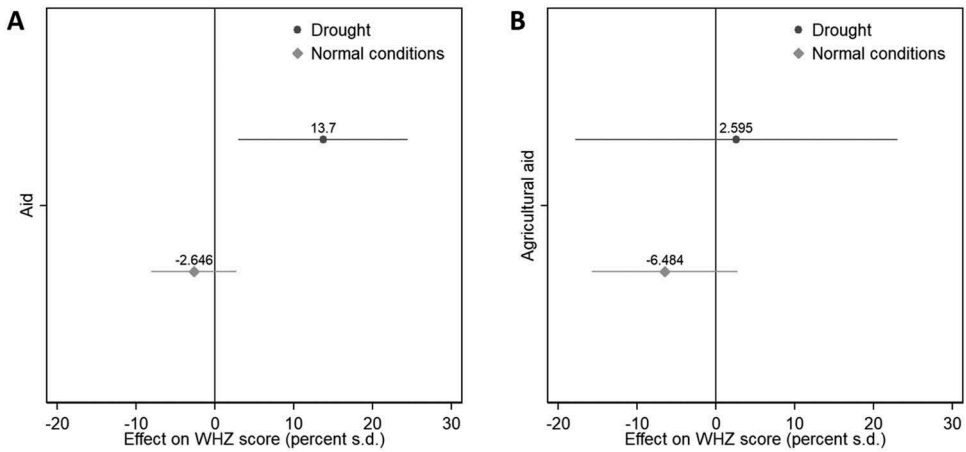 A
Drought
Normal conditions
13.7
-2.646
Aid
-20 -10 0 10 20 30
Effect on WHZ score (percent s.d.)
B
Drought
Normal conditions
2.595
-6.484
Agricultural aid
-20 -10 0 10 20 30
Effect on WHZ score (percent s.d.)